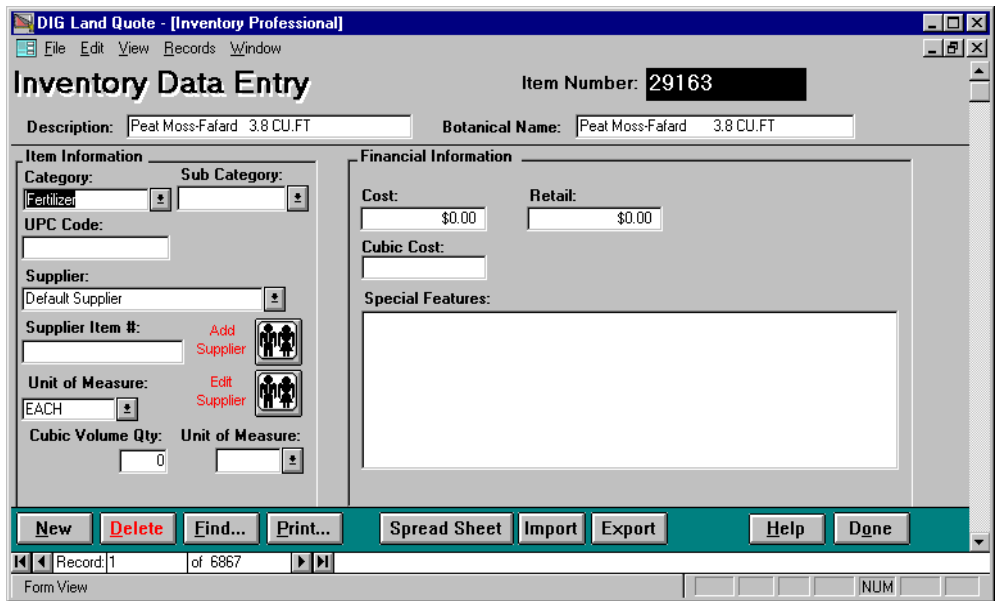 DIG Land Quote - [Inventory Professional]
File Edit View Records Window
Inventory Data Entry
Item Number: 29163
Description: Peat Moss-Fafard 3.8 CU.FT
Botanical Name: Peat Moss-Fafard 3.8 CU.FT
Item Information
Category: Sub Category:
Fertilizer
UPC Code:
Supplier:
Default Supplier
Supplier Item #:
Add
Supplier
Unit of Measure:
Edit
Supplier
EACH
Cubic Volume Qty: Unit of Measure:
0
Financial Information
Cost: Retail:
$0.00 $0.00
Cubic Cost:
Special Features:
New Delete Find... Print... Spread Sheet Import Export Help Done
Record: 1 of 6867
Form View NUM